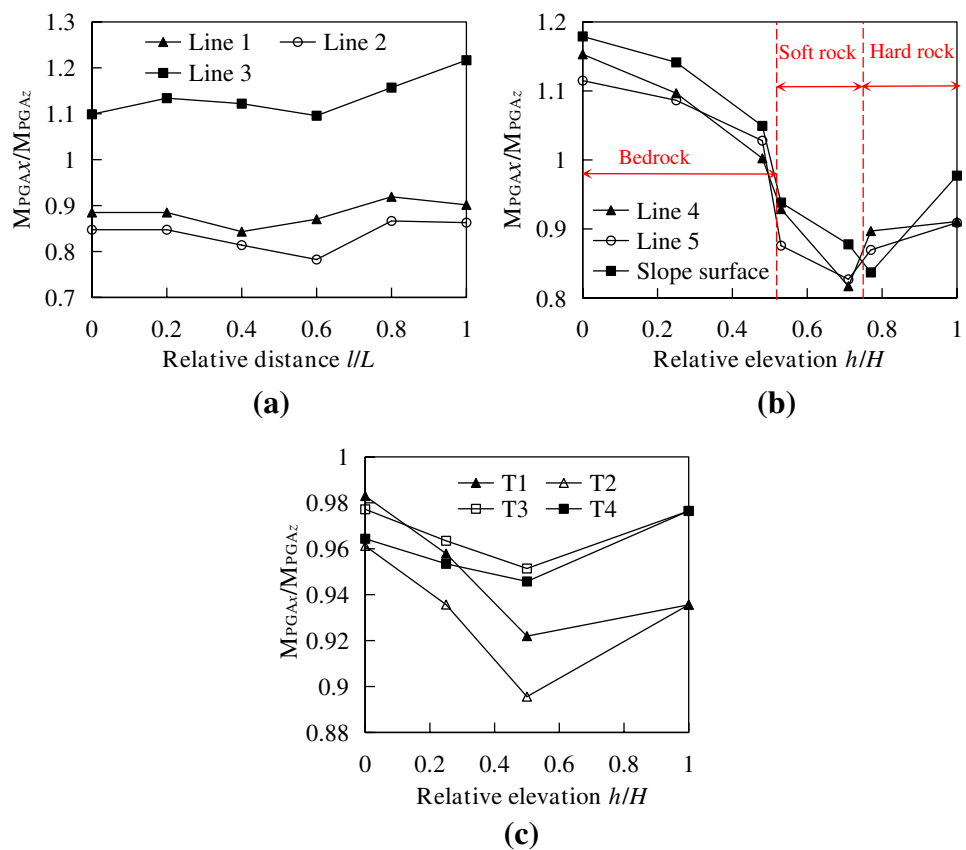 1.3
1.2
1.1
1
0.9
0.8
0.7
MPGAx/MPGAz
Line 1 Line 2
Line 3
0 0.2 0.4 0.6 0.8 1
Relative distance l/L
(a)
1.2
1.1
1
0.9
0.8
MPGAx/MPGAz
Soft rock Hard rock
Bedrock
Line 4
Line 5
Slope surface
0 0.2 0.4 0.6 0.8 1
Relative elevation h/H
(b)
1
0.98
0.96
0.94
0.92
0.9
0.88
MPGAx/MPGAz
T1 T2
T3 T4
0 0.2 0.4 0.6 0.8 1
Relative elevation h/H
(c)